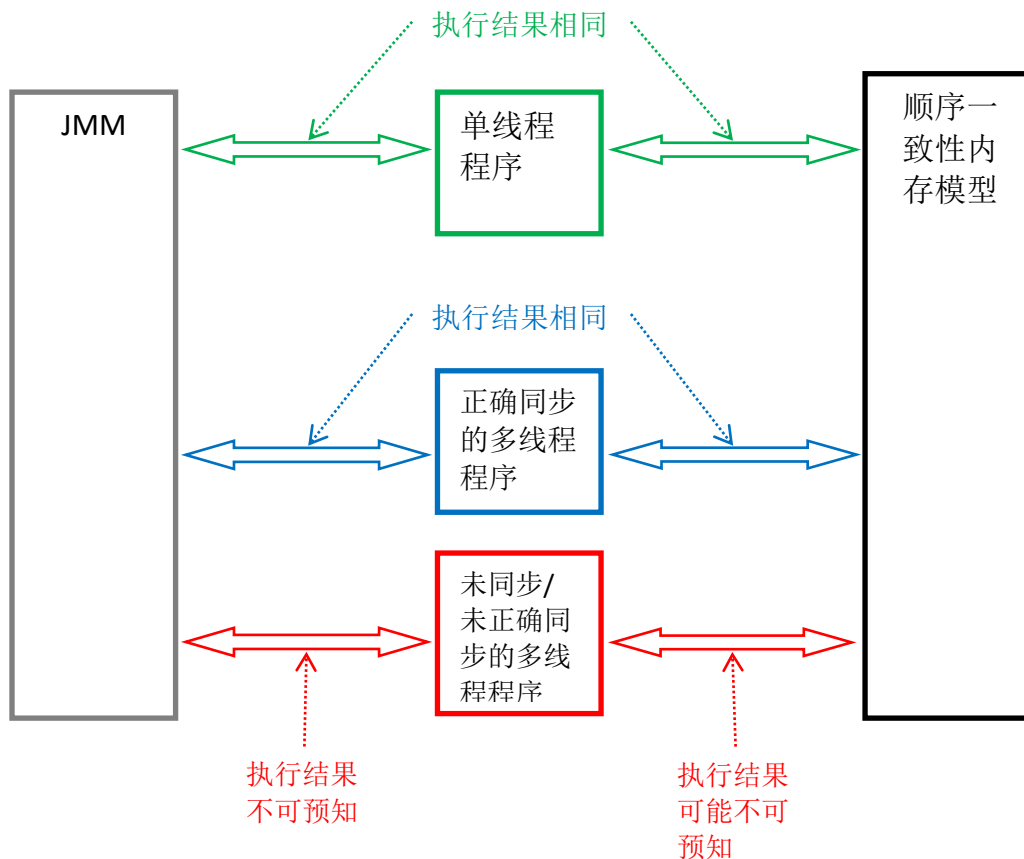 执行结果相同
JMM
单线程
程序
顺序一
致性内
存模型
执行结果相同
正确同步
的多线程
程序
未同步/
未正确同
步的多线
程程序
执行结果
不可预知
执行结果
可能不可
预知